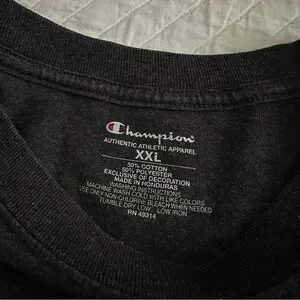 Champion
AUTHENTIC ATHLETIC APPAREL
XXL
50% COTTON
50% POLYESTER
EXCLUSIVE OF DECORATION
MADE IN HONDURAS
WASHING INSTRUCTIONS
MACHINE WASH COLD WITH LIKE COLORS
USE ONLY NON-CHLORINE BLEACH WHEN NEEDED
TUMBLE DRY LOW LOW IRON
RN 49314